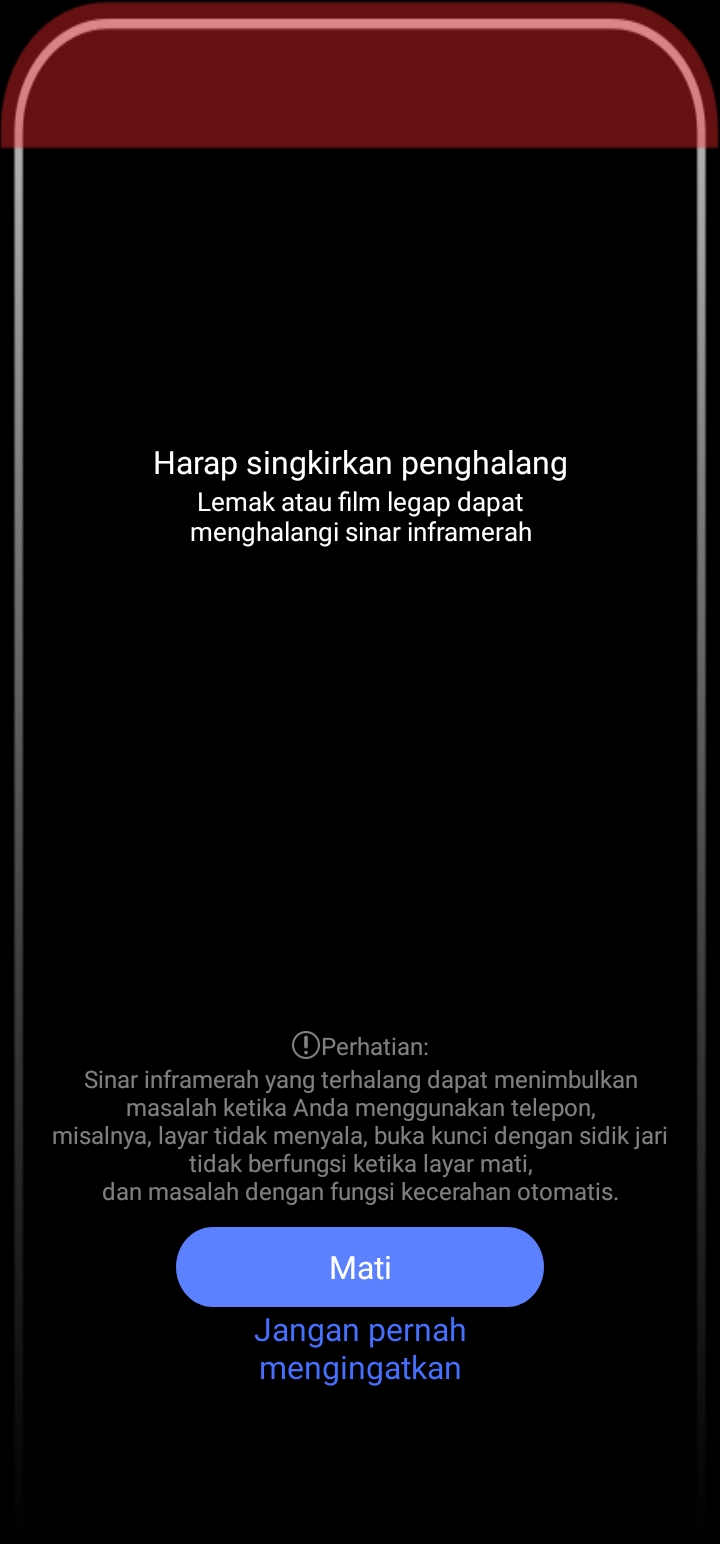 Harap singkirkan penghalang
Lemak atau film legap dapat
menghalangi sinar inframerah
Perhatian:
Sinar inframerah yang terhalang dapat menimbulkan
masalah ketika Anda menggunakan telepon,
misalnya, layar tidak menyala, buka kunci dengan sidik jari
tidak berfungsi ketika layar mati,
dan masalah dengan fungsi kecerahan otomatis.
Mati
Jangan pernah
mengingatkan